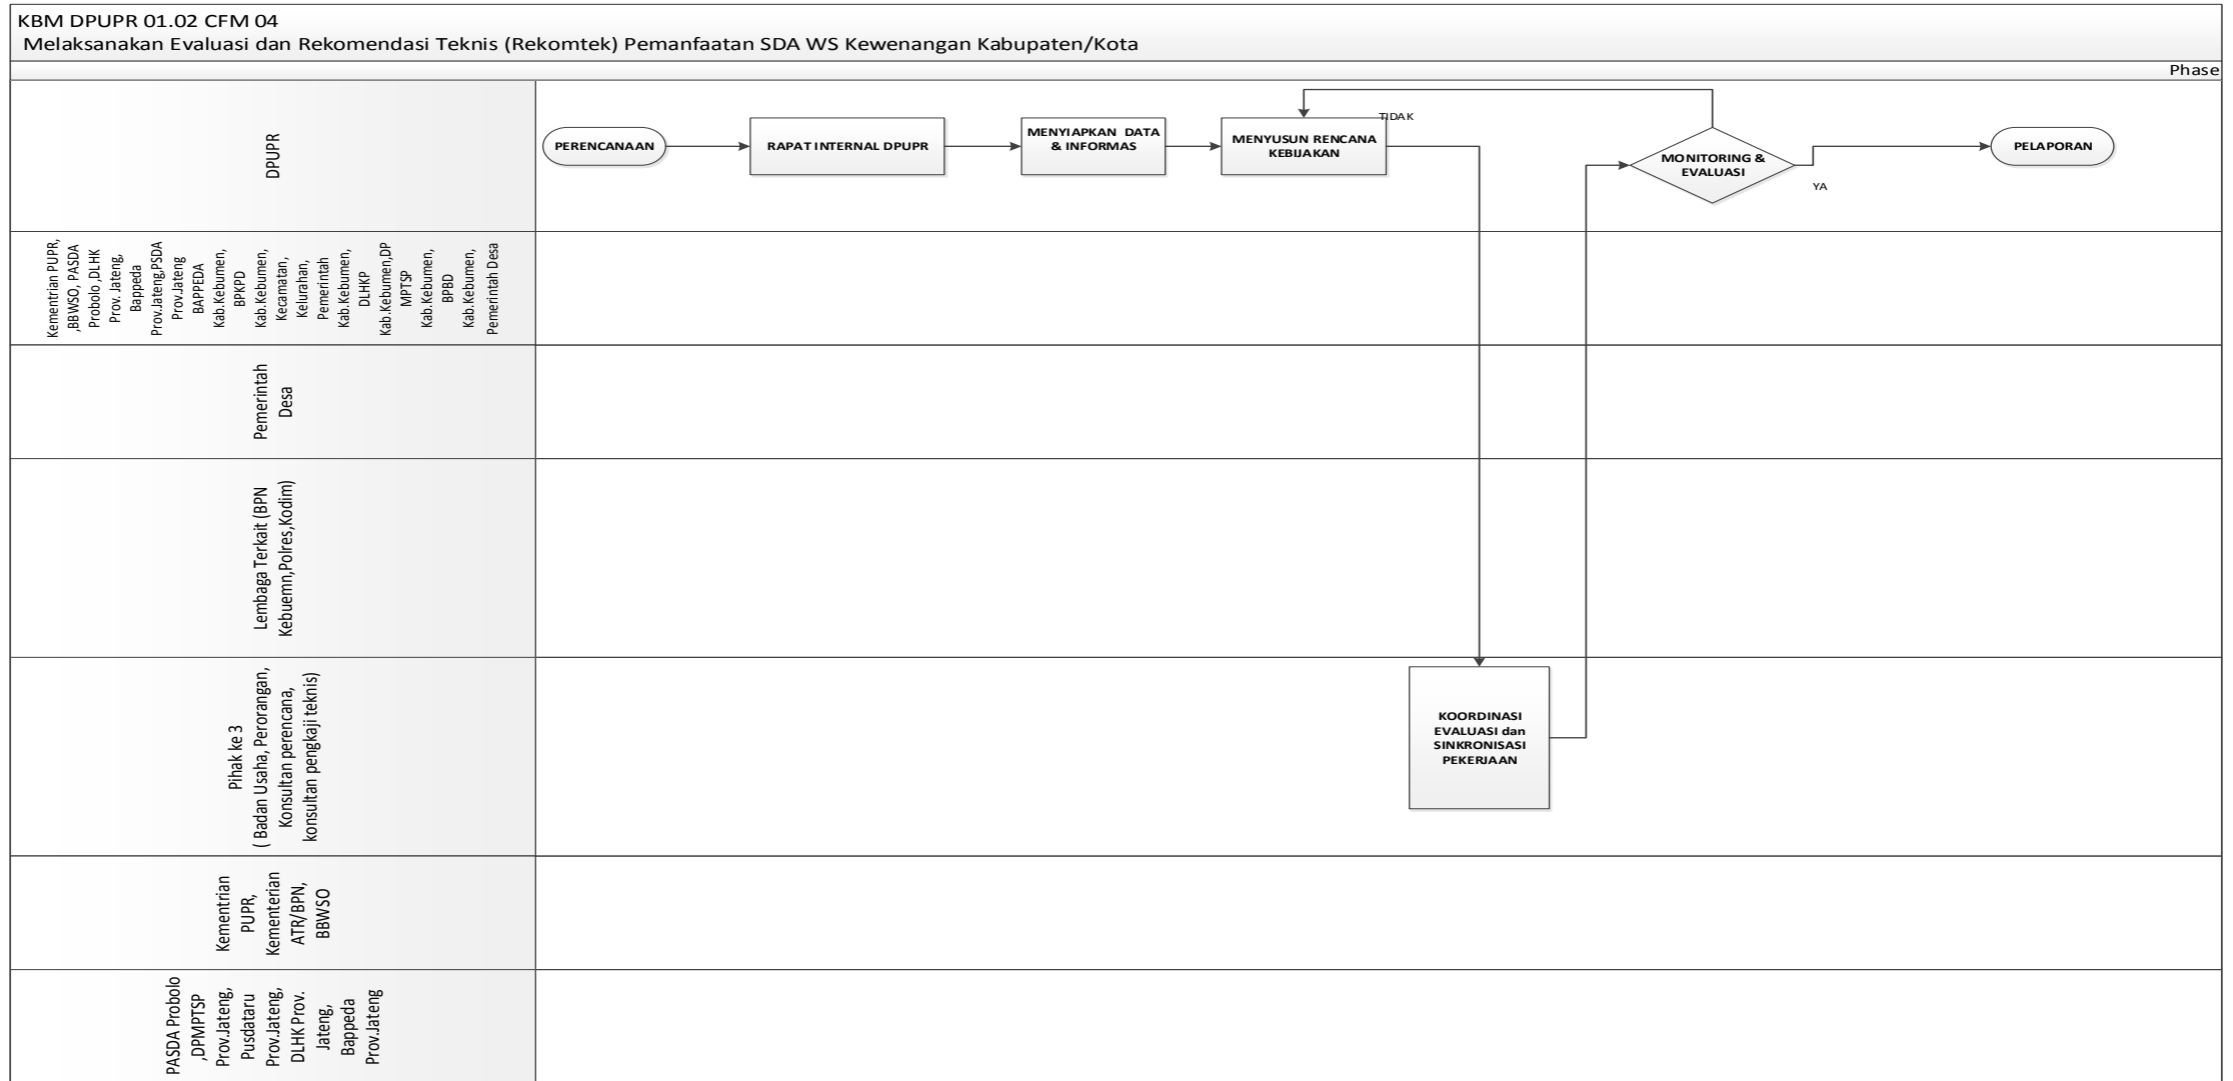 KBM DPUPR 01.02 CFM 04
Melaksanakan Evaluasi dan Rekomendasi Teknis (Rekomtek) Pemanfaatan SDA WS Kewenangan Kabupaten/Kota
Phase
DPUPR
PERENCANAAN
RAPAT INTERNAL DPUPR
MENYIAPKAN DATA
& INFORMAS
MENYUSUN RENCANA
KEBIJAKAN
TIDAK
MONITORING &
EVALUASI
YA
PELAPORAN
Kementrian PUPR,
,BBWSO, PASDA
Probolo ,DLHK
Prov. Jateng,
Bappeda
Prov.Jateng,PSDA
Prov.Jateng
BAPPEDA
Kab.Kebumen,
BPKPD
Kab.Kebumen,
Kecamatan,
Kelurahan,
Pemerintah
Kab.Kebumen,
DLHKP
Kab.Kebumen,DP
MPTSP
Kab.Kebumen,
BPBD
Kab.Kebumen,
Pemerintah Desa
Pemerintah
Desa
Lembaga Terkait (BPN
Kebuemn,Polres,Kodim)
Pihak ke 3
( Badan Usaha, Perorangan,
Konsultan perencana,
konsultan pengkaji teknis)
KOORDINASI
EVALUASI dan
SINKRONISASI
PEKERJAAN
Kementrian
PUPR,
Kementerian
ATR/BPN,
BBWSO
PASDA Probolo
,DPMPTSP
Prov.Jateng,
Pusdataru
Prov.Jateng,
DLHK Prov.
Jateng,
Bappeda
Prov.Jateng